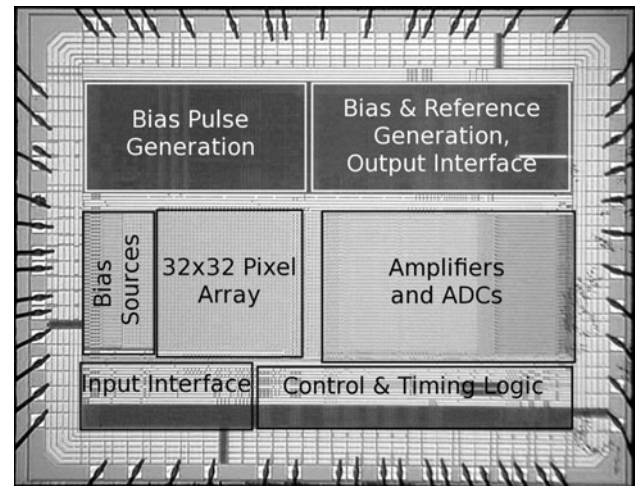 Bias Pulse
Generation
Bias & Reference
Generation,
Output Interface
Bias
Sources
32x32 Pixel
Array
Amplifiers
and ADCs
Input Interface
Control & Timing Logic